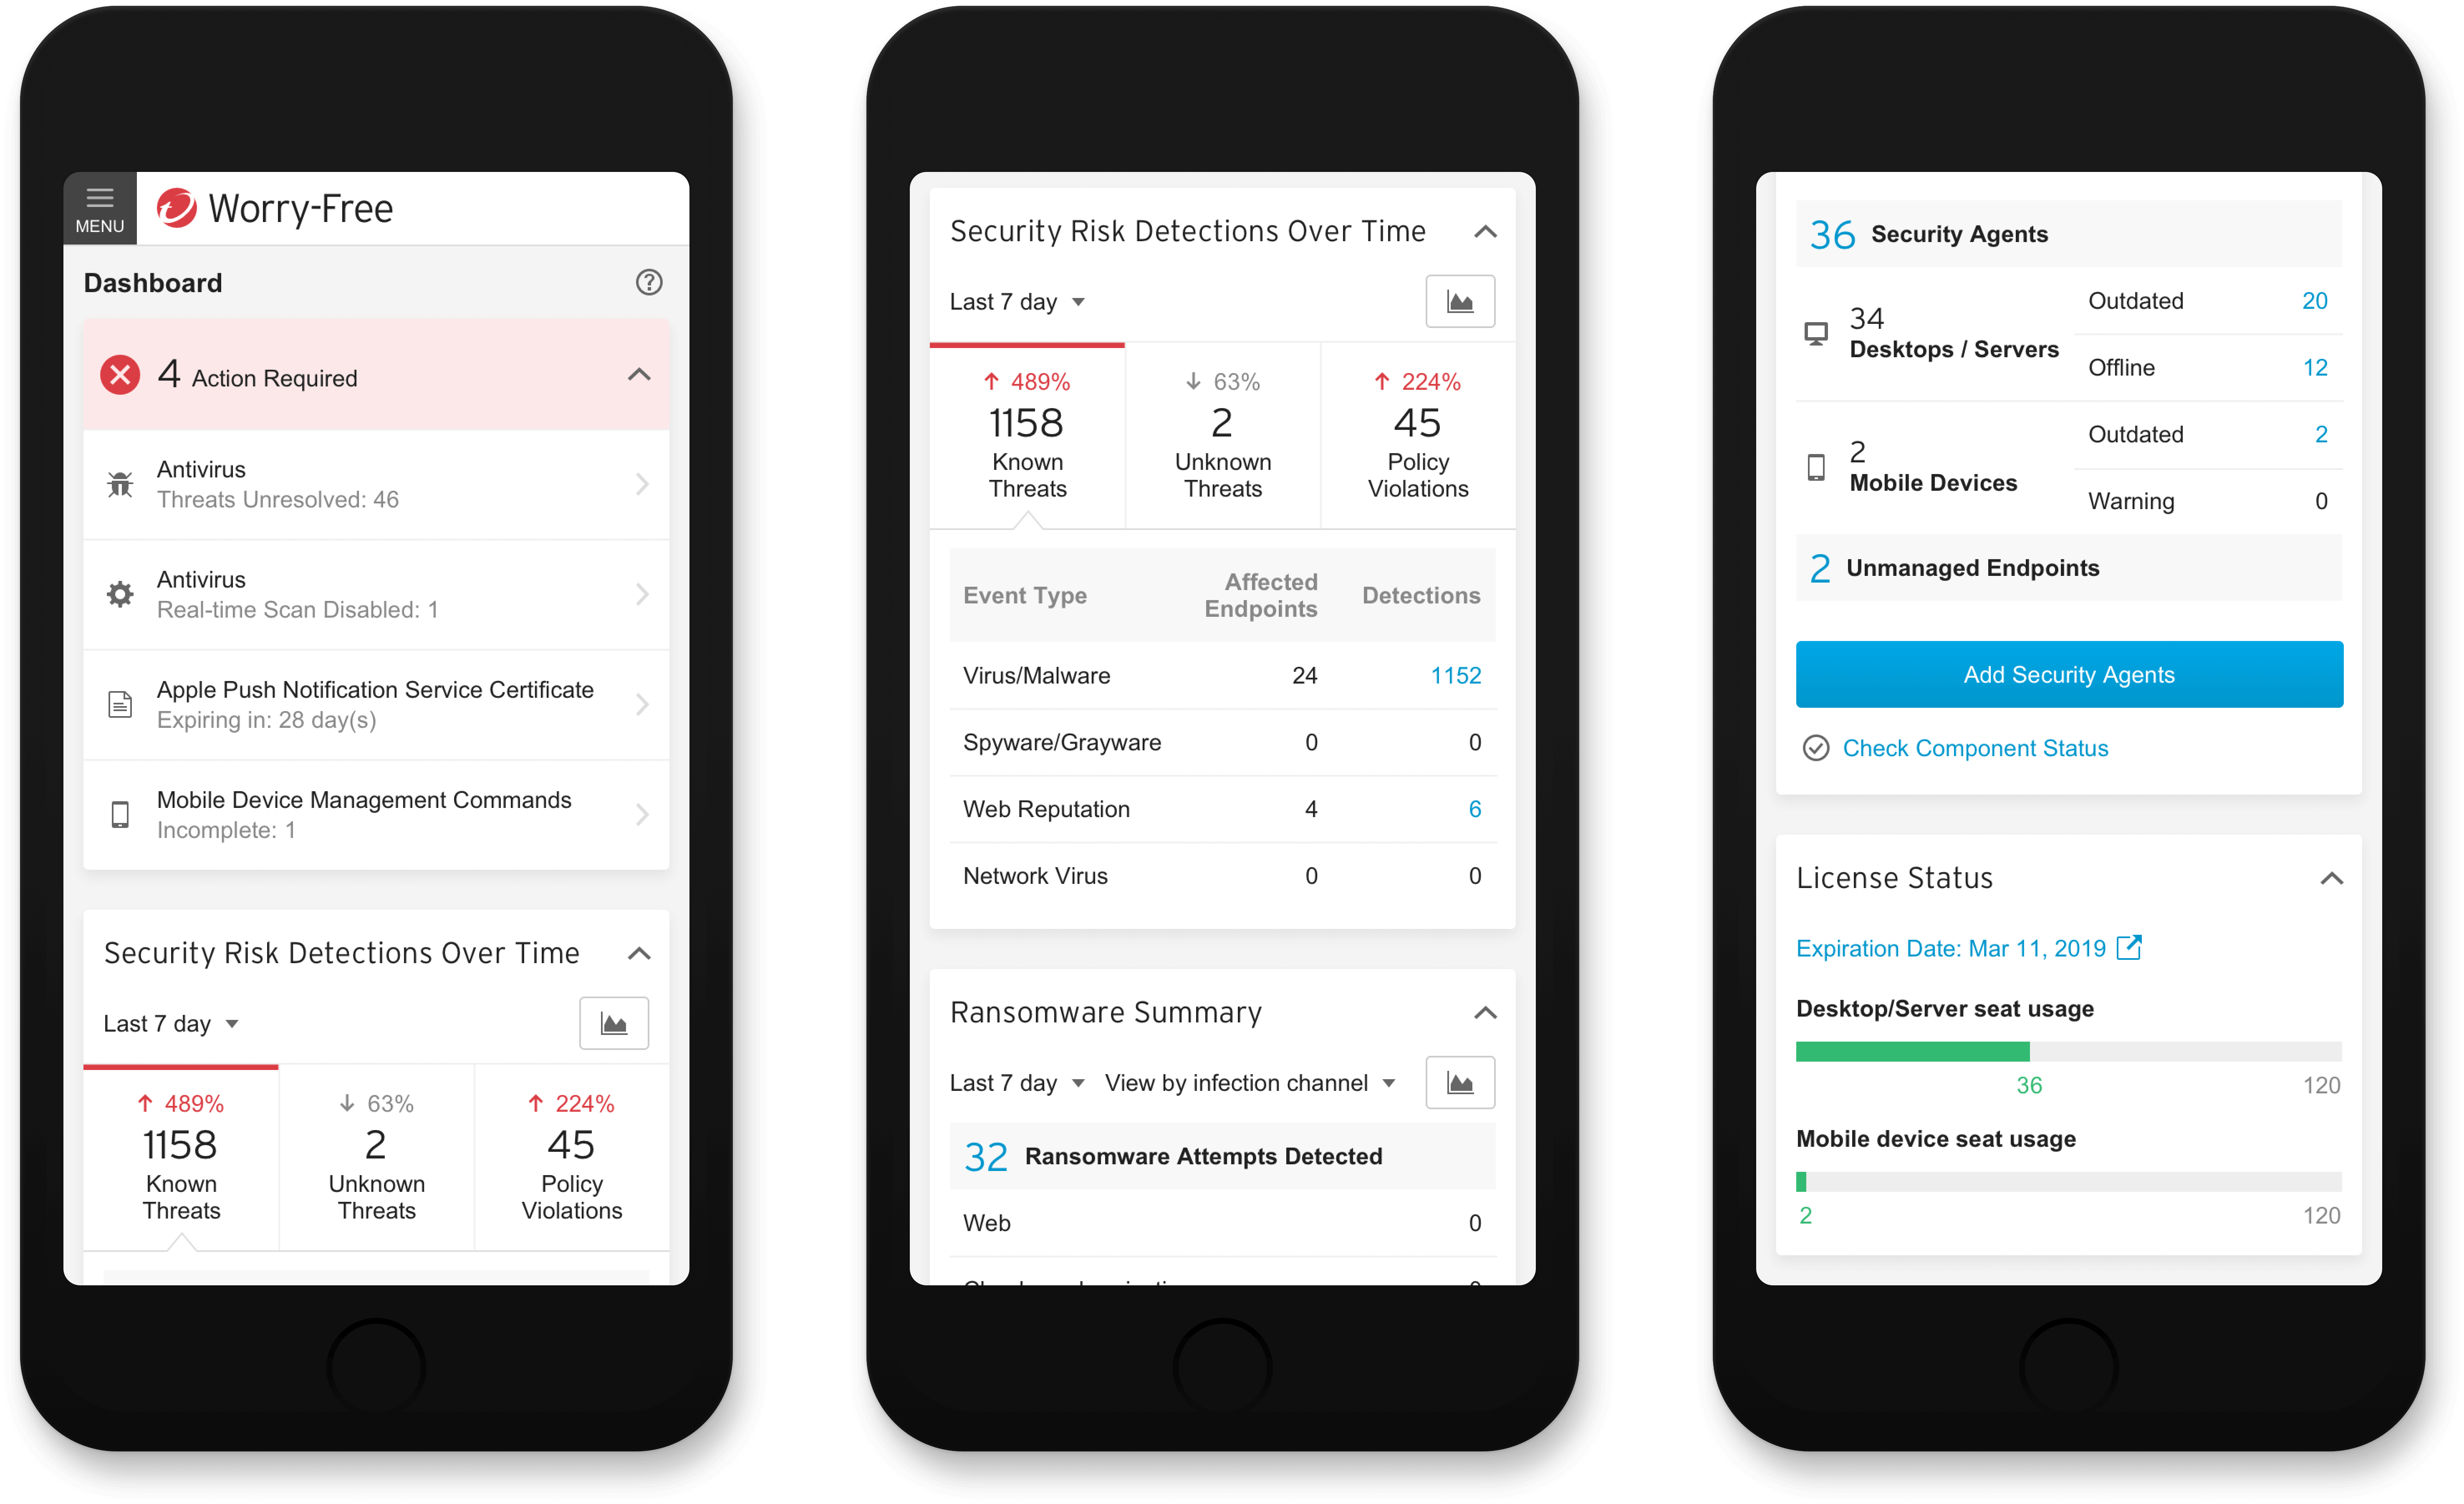 MENU
Worry-Free
Dashboard
4 Action Required
Antivirus
Threats Unresolved: 46
Antivirus
Real-time Scan Disabled: 1
Apple Push Notification Service Certificate
Expiring in: 28 day(s)
Mobile Device Management Commands
Incomplete: 1
Security Risk Detections Over Time
Last 7 day
489%
1158
Known
Threats
63%
2
Unknown
Threats
224%
45
Policy
Violations
Security Risk Detections Over Time
Last 7 day
489%
1158
Known
Threats
63%
2
Unknown
Threats
224%
45
Policy
Violations
Event Type Affected Endpoints Detections
Virus/Malware 24 1152
Spyware/Grayware 0 0
Web Reputation 4 6
Network Virus 0 0
Ransomware Summary
Last 7 day View by infection channel
32 Ransomware Attempts Detected
Web 0
36 Security Agents
34
Desktops / Servers
Outdated 20
Offline 12
2
Mobile Devices
Outdated 2
Warning 0
2 Unmanaged Endpoints
Add Security Agents
Check Component Status
License Status
Expiration Date: Mar 11, 2019
Desktop/Server seat usage
36 120
Mobile device seat usage
2 120